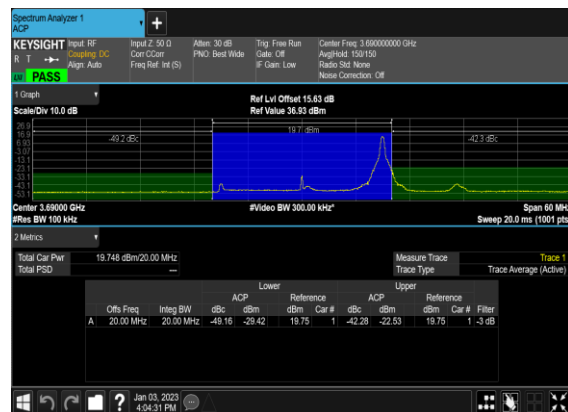 Spectrum Analyzer 1
ACP
+
KEYSIGHT
R T
LXI PASS
Input: RF
Coupling: DC
Align: Auto
Input Z: 50 Ω
Corr CCorr
Freq Ref: Int (S)
Atten: 30 dB
PNO: Best Wide
Trig: Free Run
Gate: Off
IF Gain: Low
Center Freq: 3.690000000 GHz
Avg|Hold: 150/150
Radio Std: None
Noise Correction: Off
1 Graph
Scale/Div 10.0 dB
Ref Lvl Offset 15.63 dB
Ref Value 36.93 dBm
26.9
16.9
6.93
-3.07
-13.1
-23.1
-33.1
-43.1
-53.1
-49.2 dBc
19.7 dBm
-42.3 dBc
Center 3.69000 GHz
#Video BW 300.00 kHz*
Span 60 MHz
#Res BW 100 kHz
Sweep 20.0 ms (1001 pts)
2 Metrics
Total Car Pwr 19.748 dBm/20.00 MHz
Total PSD ---
Measure Trace Trace 1
Trace Type Trace Average (Active)
Lower Upper
ACP Reference ACP Reference
Offs Freq Integ BW dBc dBm dBm Car # dBc dBm dBm Car # Filter
A 20.00 MHz 20.00 MHz -49.16 -29.42 19.75 1 -42.28 -22.53 19.75 1 -3 dB
?
Jan 03, 2023
4:04:31 PM